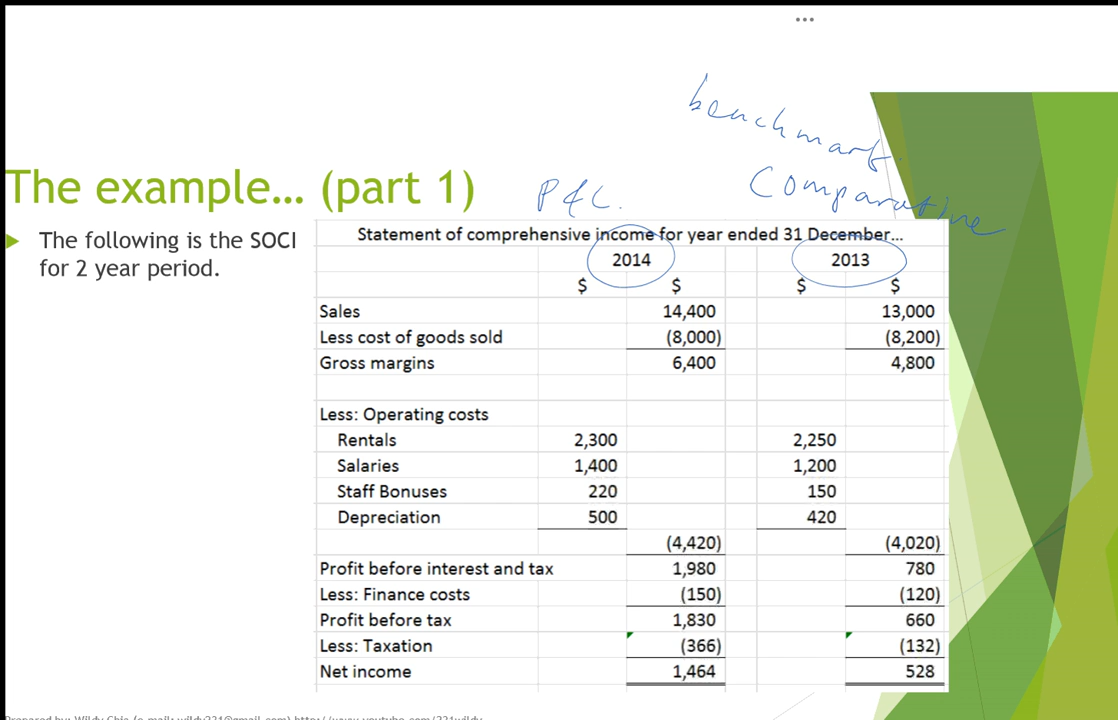 benchmark
Comparative
The example… (part 1)
P&L.
The following is the SOCI
for 2 year period.
Statement of comprehensive income for year ended 31 December…
2014 2013
$ $ $ $
Sales 14,400 13,000
Less cost of goods sold (8,000) (8,200)
Gross margins 6,400 4,800
Less: Operating costs
Rentals 2,300 2,250
Salaries 1,400 1,200
Staff Bonuses 220 150
Depreciation 500 420
(4,420) (4,020)
Profit before interest and tax 1,980 780
Less: Finance costs (150) (120)
Profit before tax 1,830 660
Less: Taxation (366) (132)
Net income 1,464 528